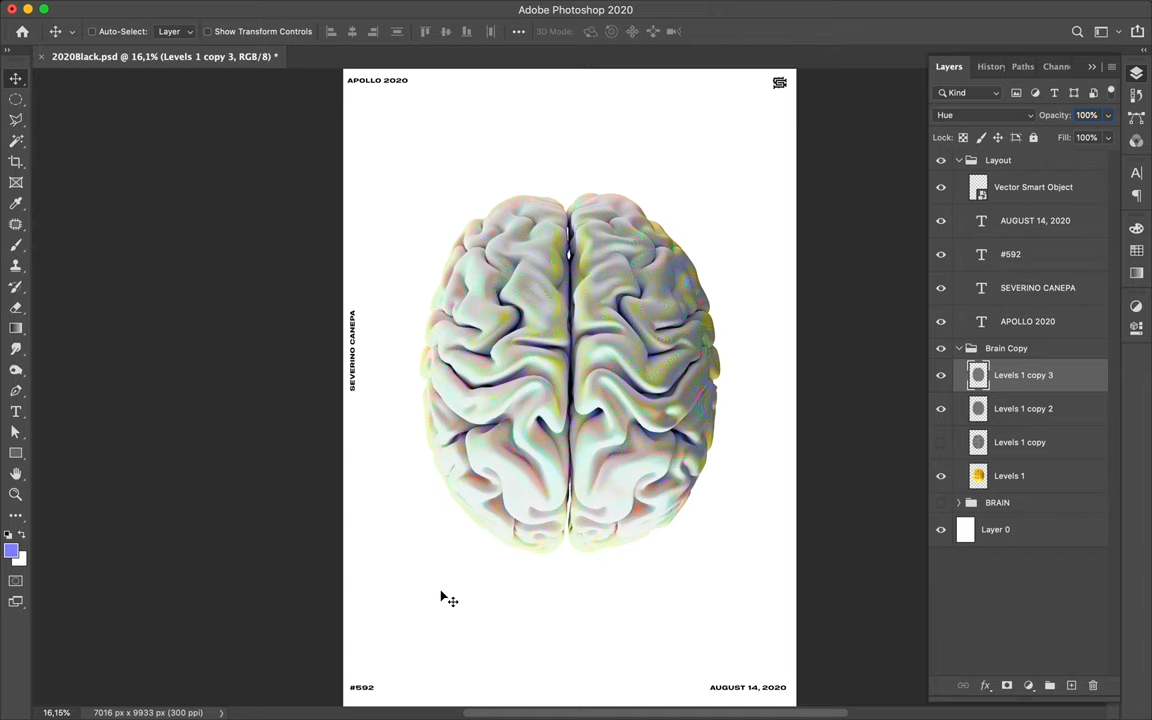 Adobe Photoshop 2020
Auto-Select: Layer Show Transform Controls 3D Mode:
2020Black.psd @ 16,1% (Levels 1 copy 3, RGB/8) *
APOLLO 2020
SEVERINO CANEPA
#592
AUGUST 14, 2020
Layers History Paths Chann
Kind
Hue Opacity: 100%
Lock: Fill: 100%
Layout
Vector Smart Object
T AUGUST 14, 2020
T #592
T SEVERINO CANEPA
T APOLLO 2020
Brain Copy
Levels 1 copy 3
Levels 1 copy 2
Levels 1 copy
Levels 1
BRAIN
Layer 0
16,15% 7016 px x 9933 px (300 ppi)